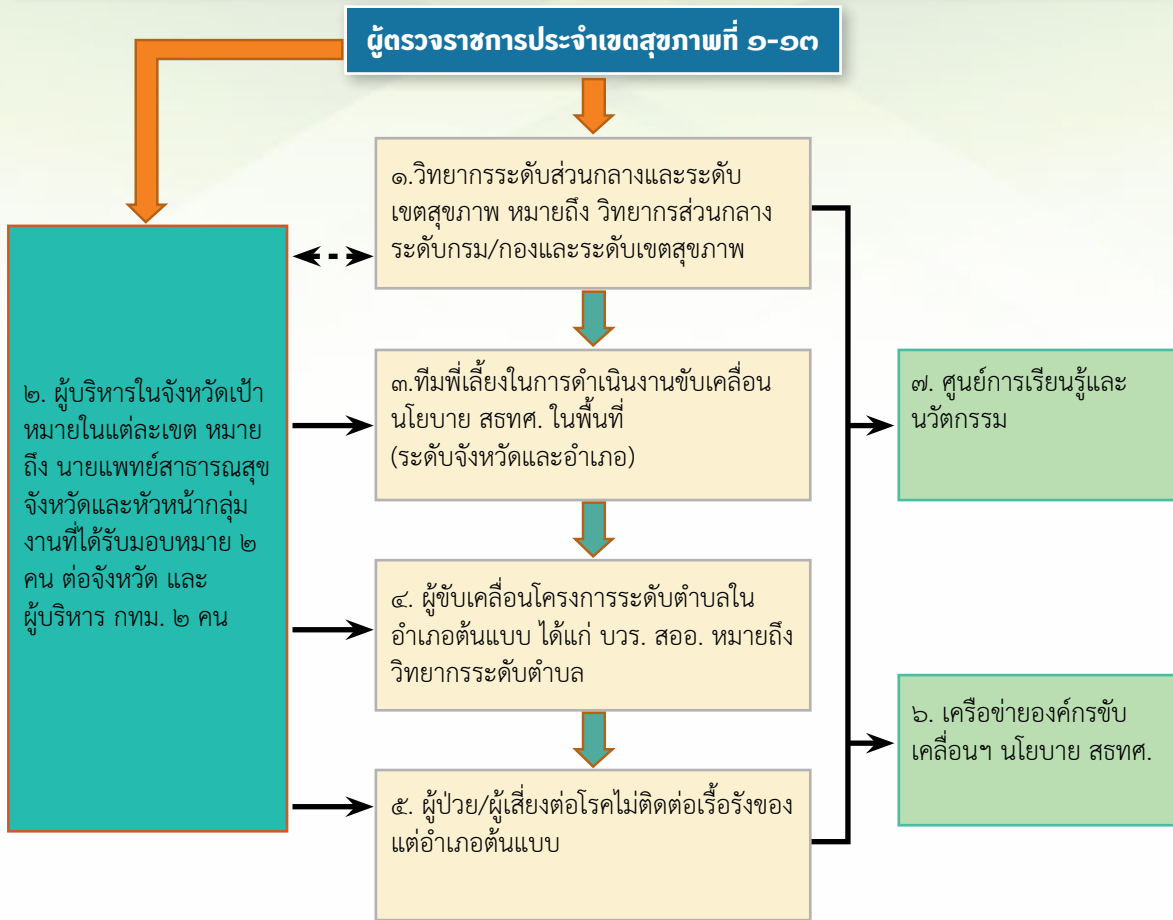 ผู้ตรวจราชการประจำเขตสุขภาพที่ ๑-๑๓
๑.วิทยากรระดับส่วนกลางและระดับ
เขตสุขภาพ หมายถึง วิทยากรส่วนกลาง
ระดับกรม/กองและระดับเขตสุขภาพ
๒. ผู้บริหารในจังหวัดเป้า
หมายในแต่ละเขต หมาย
ถึง นายแพทย์สาธารณสุข
จังหวัดและหัวหน้ากลุ่ม
งานที่ได้รับมอบหมาย ๒
คน ต่อจังหวัด และ
ผู้บริหาร กทม. ๒ คน
๓.ทีมพี่เลี้ยงในการดำเนินงานขับเคลื่อน
นโยบาย สธทศ. ในพื้นที่
(ระดับจังหวัดและอำเภอ)
๔. ผู้ขับเคลื่อนโครงการระดับตำบลใน
อำเภอต้นแบบ ได้แก่ บวร. สออ. หมายถึง
วิทยากรระดับตำบล
๕. ผู้ป่วย/ผู้เสี่ยงต่อโรคไม่ติดต่อเรื้อรังของ
แต่อำเภอต้นแบบ
๗. ศูนย์การเรียนรู้และ
นวัตกรรม
๖. เครือข่ายองค์กรขับ
เคลื่อนฯ นโยบาย สธทศ.